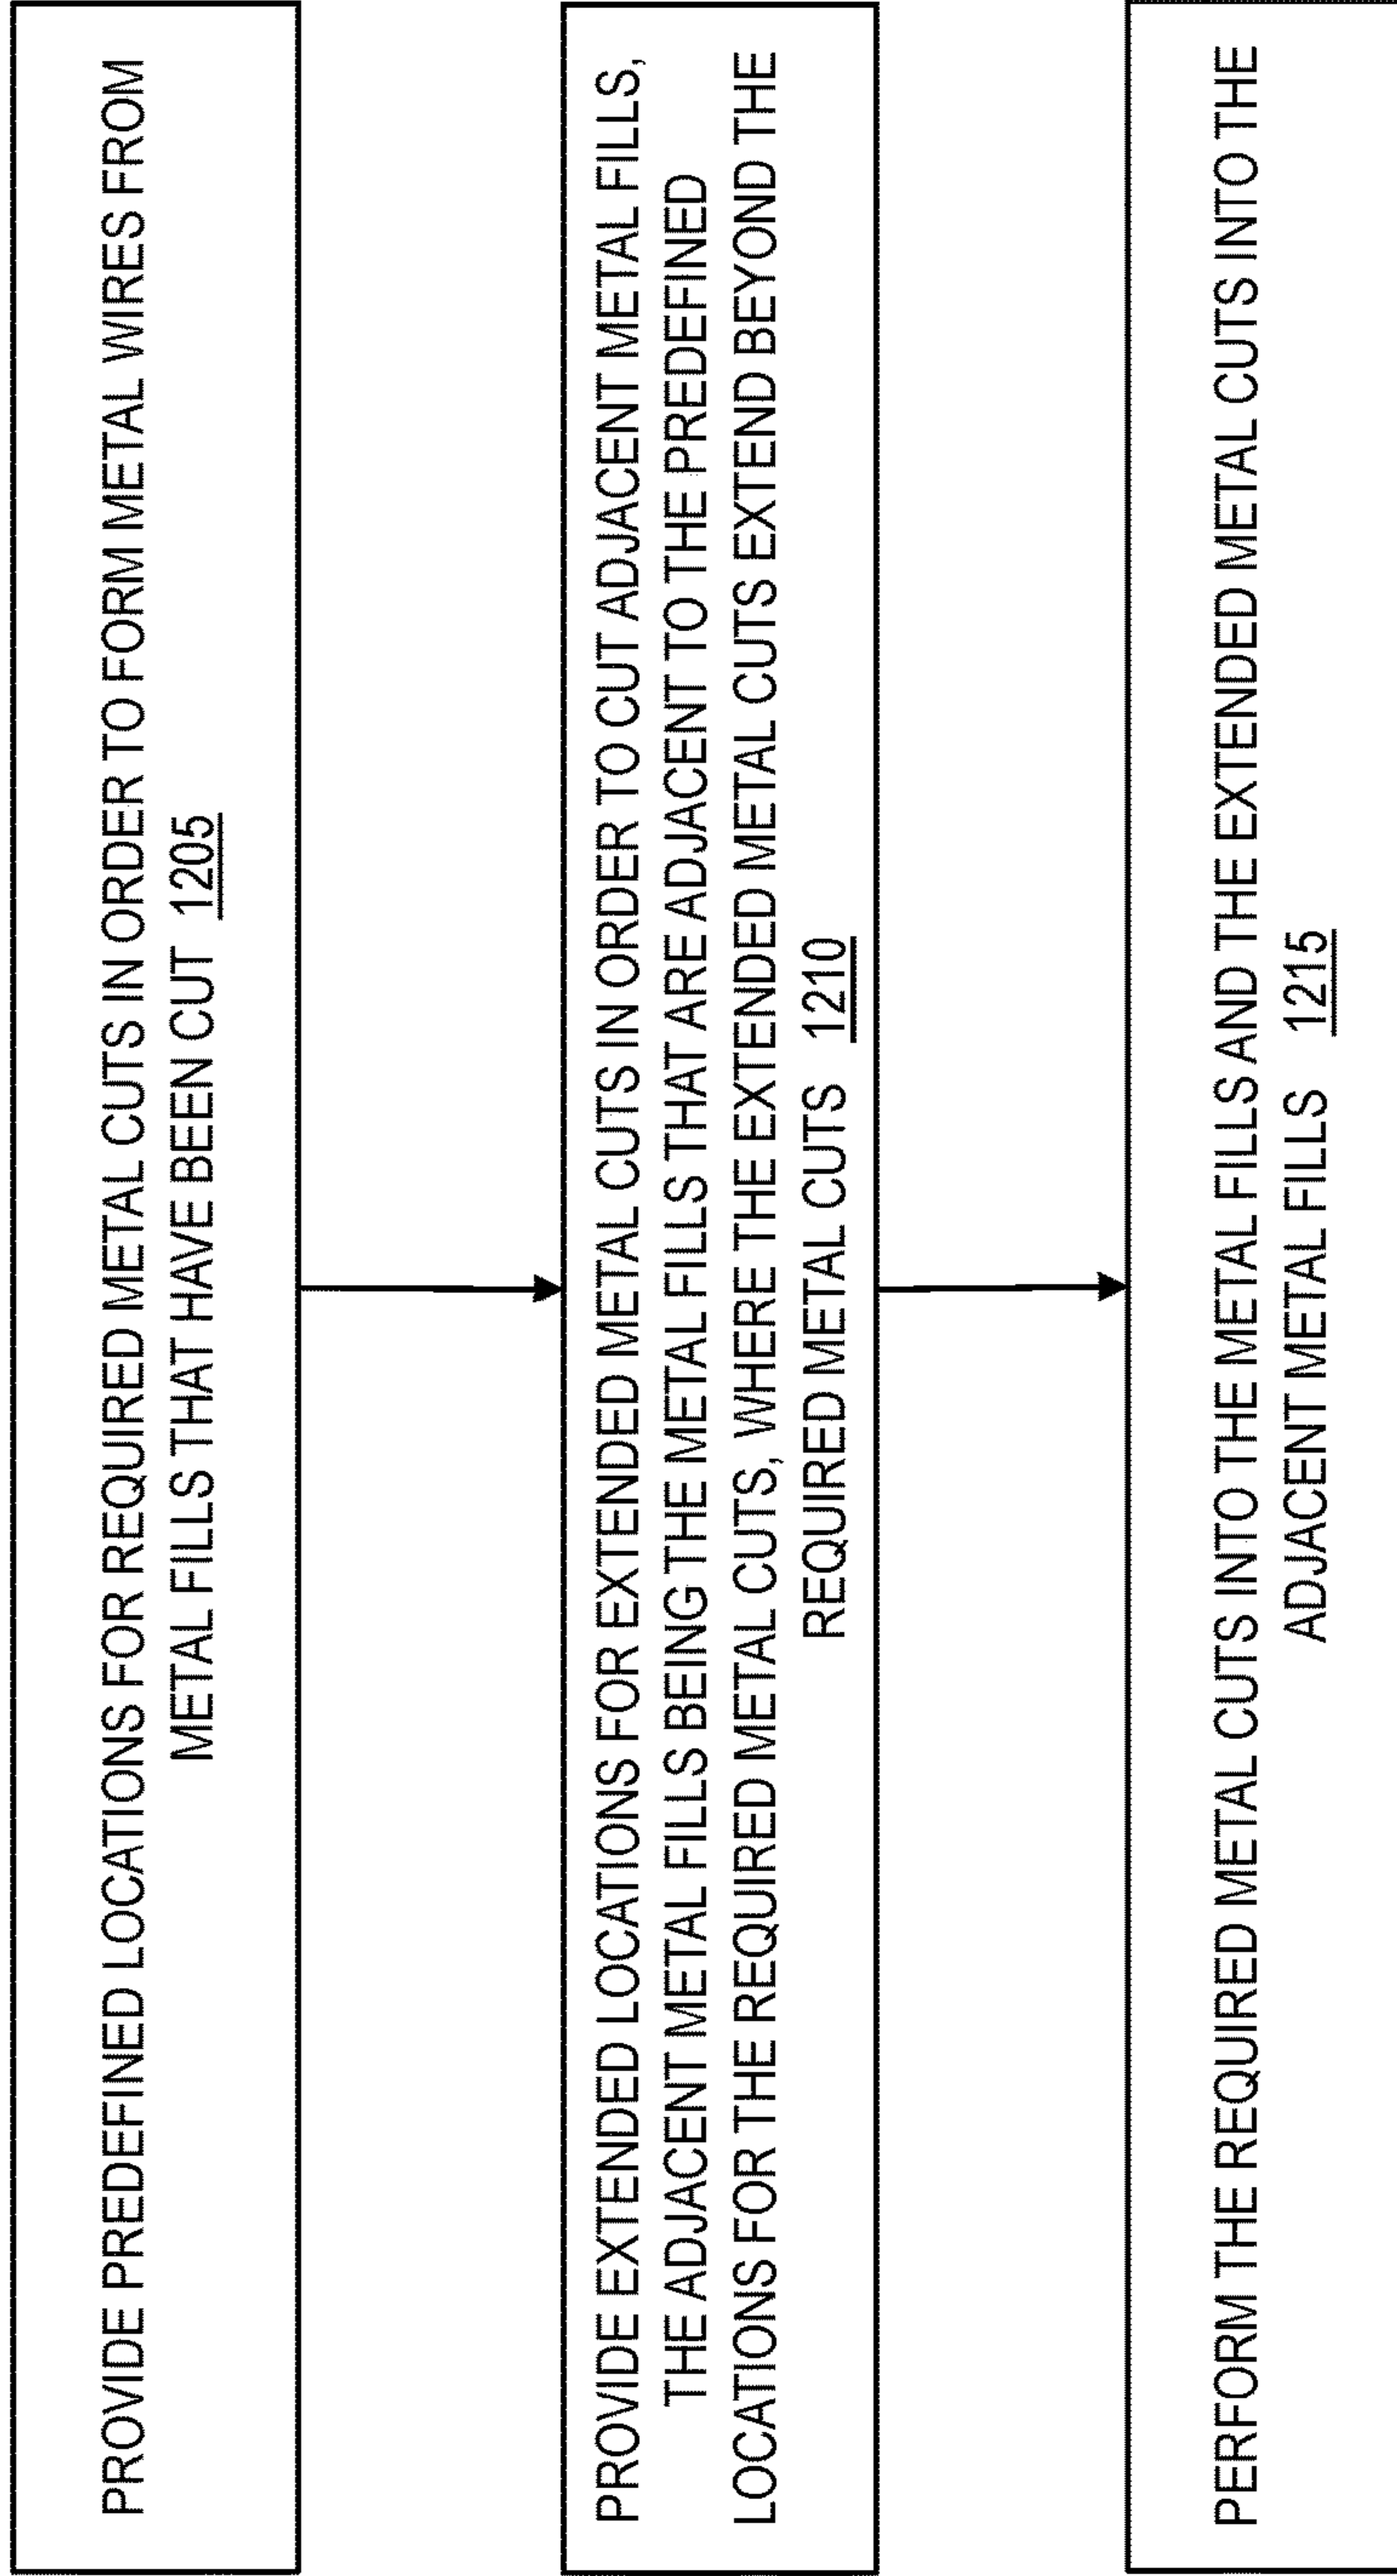 PROVIDE PREDEFINED LOCATIONS FOR REQUIRED METAL CUTS IN ORDER TO FORM METAL WIRES FROM
METAL FILLS THAT HAVE BEEN CUT 1205
PROVIDE EXTENDED LOCATIONS FOR EXTENDED METAL CUTS IN ORDER TO CUT ADJACENT METAL FILLS,
THE ADJACENT METAL FILLS BEING THE METAL FILLS THAT ARE ADJACENT TO THE PREDEFINED
LOCATIONS FOR THE REQUIRED METAL CUTS, WHERE THE EXTENDED METAL CUTS EXTEND BEYOND THE
REQUIRED METAL CUTS 1210
PERFORM THE REQUIRED METAL CUTS INTO THE METAL FILLS AND THE EXTENDED METAL CUTS INTO THE
ADJACENT METAL FILLS 1215